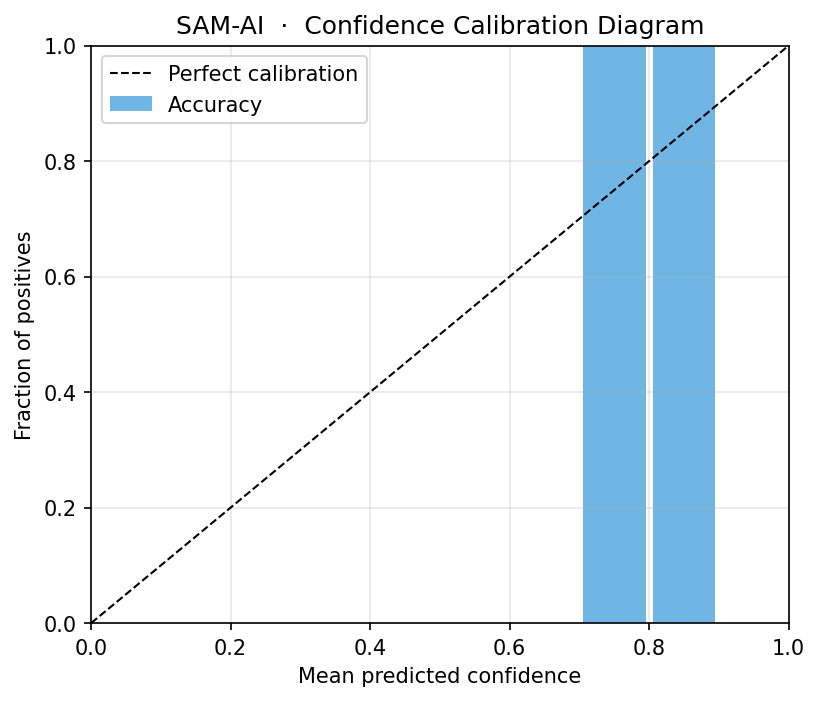 SAM-AI · Confidence Calibration Diagram
Perfect calibration
Accuracy
Fraction of positives
1.0
0.8
0.6
0.4
0.2
0.0
0.0 0.2 0.4 0.6 0.8 1.0
Mean predicted confidence